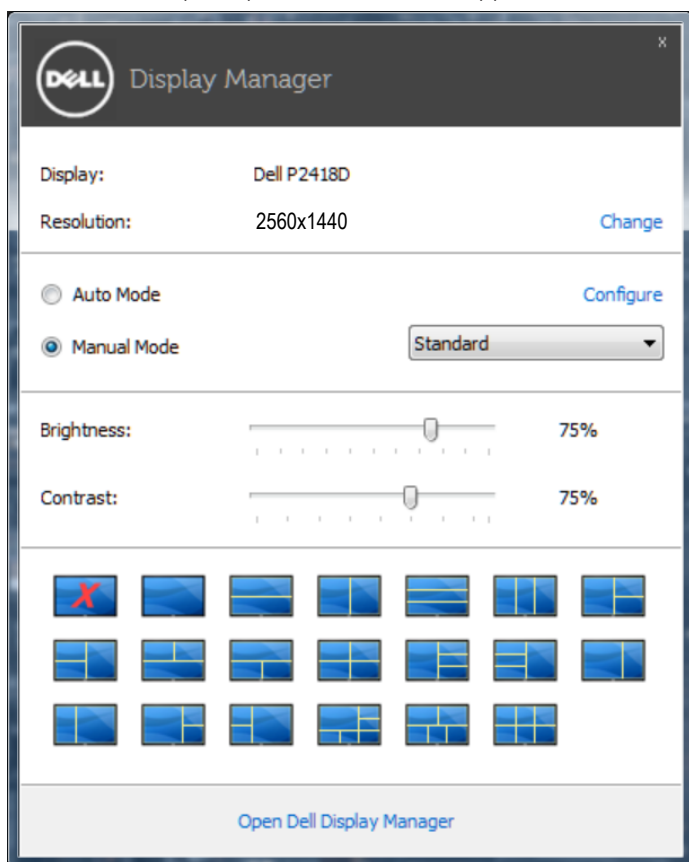 x
DELL Display Manager
Display: Dell P2418D
Resolution: 2560x1440 Change
Auto Mode Configure
Manual Mode Standard
Brightness: 75%
Contrast: 75%
X
Open Dell Display Manager